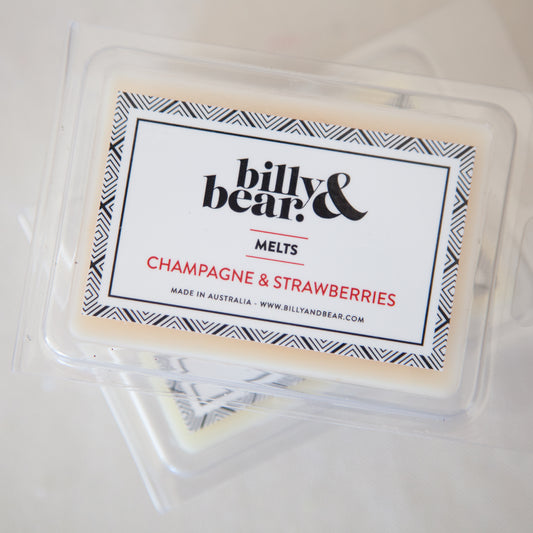 billy &
bear.
MELTS
CHAMPAGNE & STRAWBERRIES
MADE IN AUSTRALIA - WWW.BILLYANDBEAR.COM